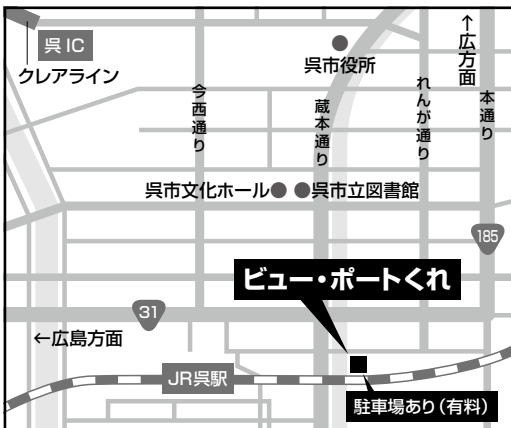 呉IC
クレアライン
呉市役所
↑広方面
今西通り
蔵本通り
れんが通り
本通り
呉市文化ホール
呉市立図書館
185
ビュー・ポートくれ
31
←広島方面
JR呉駅
駐車場あり（有料）